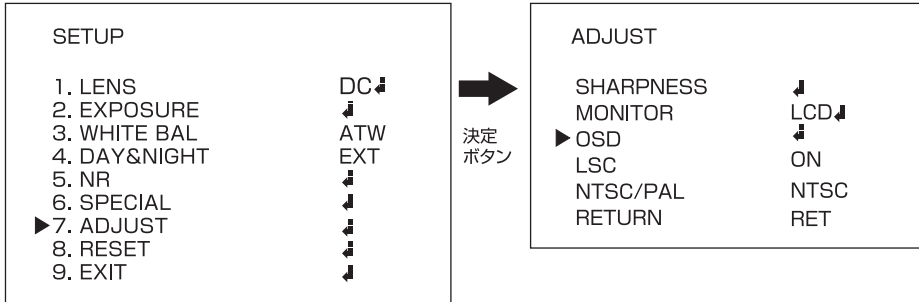 SETUP
1. LENS DC↲
2. EXPOSURE ↲
3. WHITE BAL ATW
4. DAY&NIGHT EXT
5. NR ↲
6. SPECIAL ↲
▶7. ADJUST ↲
8. RESET ↲
9. EXIT ↲
決定
ボタン
ADJUST
SHARPNESS ↲
MONITOR LCD↲
▶OSD ↲
LSC ON
NTSC/PAL NTSC
RETURN RET